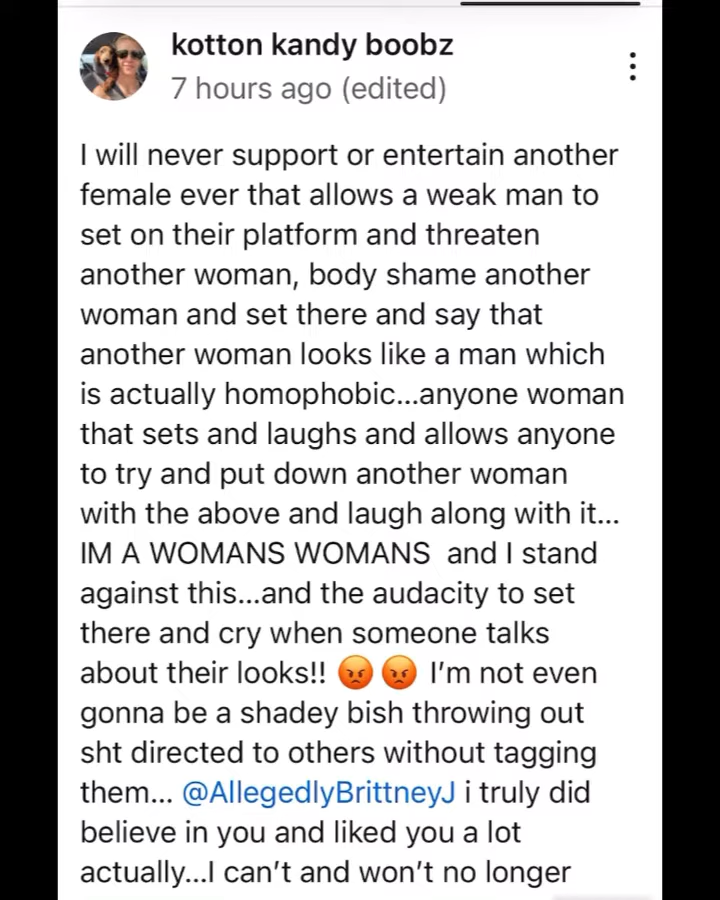 kotton kandy boobz
7 hours ago (edited)
I will never support or entertain another
female ever that allows a weak man to
set on their platform and threaten
another woman, body shame another
woman and set there and say that
another woman looks like a man which
is actually homophobic...anyone woman
that sets and laughs and allows anyone
to try and put down another woman
with the above and laugh along with it...
IM A WOMANS WOMANS  and I stand
against this...and the audacity to set
there and cry when someone talks
about their looks!! 😡😡 I'm not even
gonna be a shadey bish throwing out
sht directed to others without tagging
them... @AllegedlyBrittneyJ i truly did
believe in you and liked you a lot
actually...I can't and won't no longer